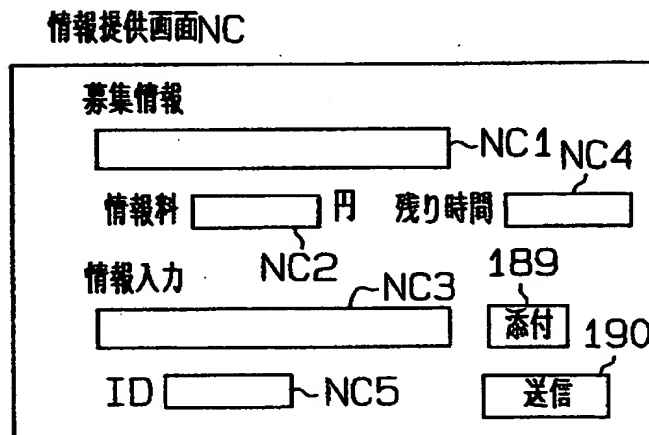 情報提供画面NC
募集情報
NC1
NC4
情報料 円 残り時間
NC2
情報入力
NC3
189
添付
190
ID NC5 送信